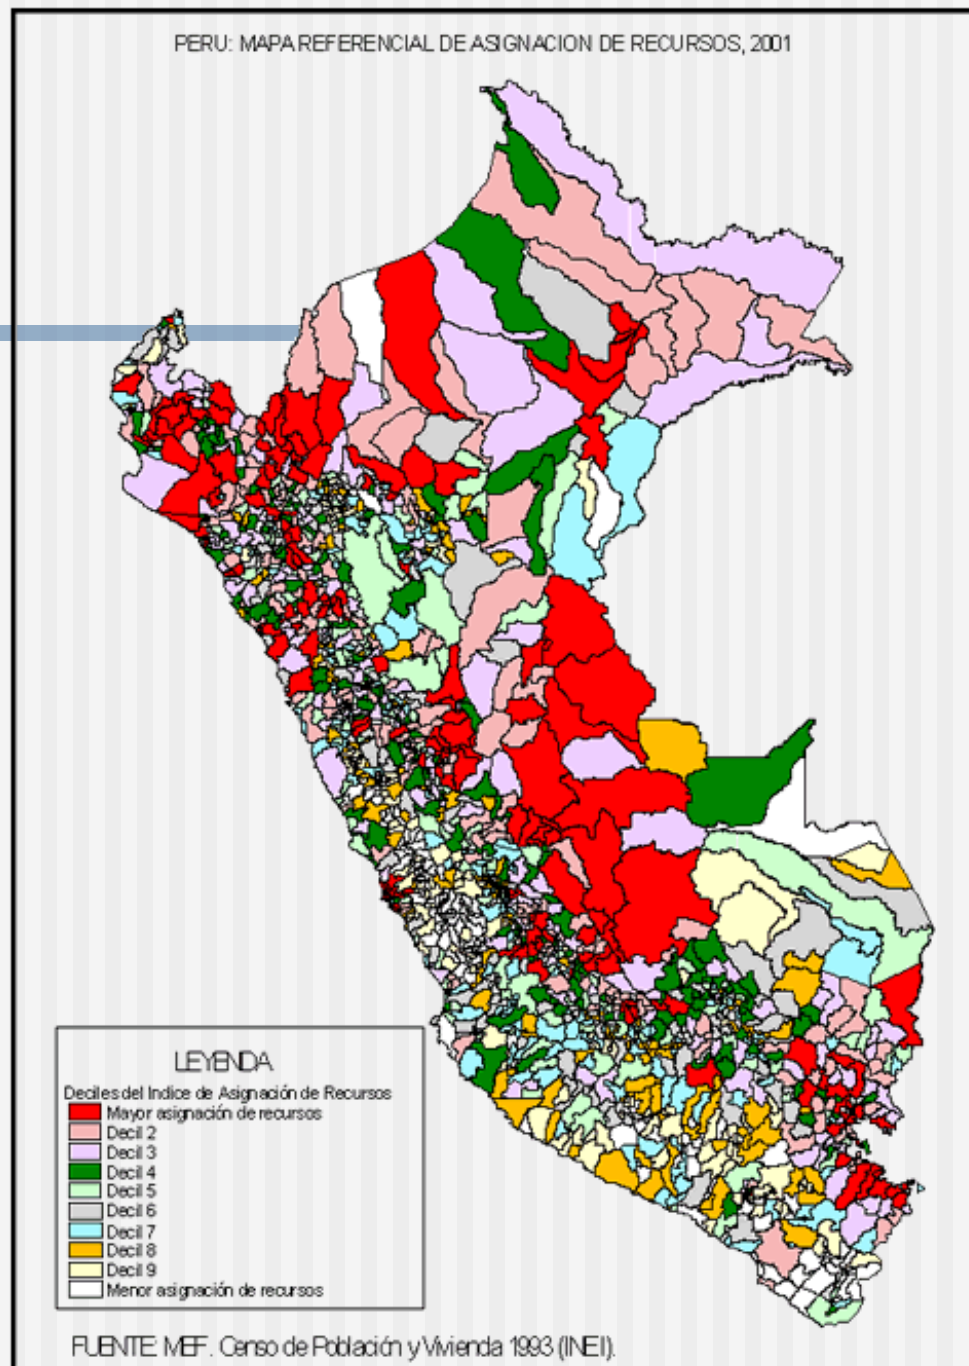 PERU: MAPA REFERENCIAL DE ASIGNACION DE RECURSOS, 2001
LEYENDA
Deciles del Indice de Asignación de Recursos
Mayor asignación de recursos
Decil 2
Decil 3
Decil 4
Decil 5
Decil 6
Decil 7
Decil 8
Decil 9
Menor asignación de recursos
FUENTE: MEF. Censo de Población y Vivienda 1993 (INEI).